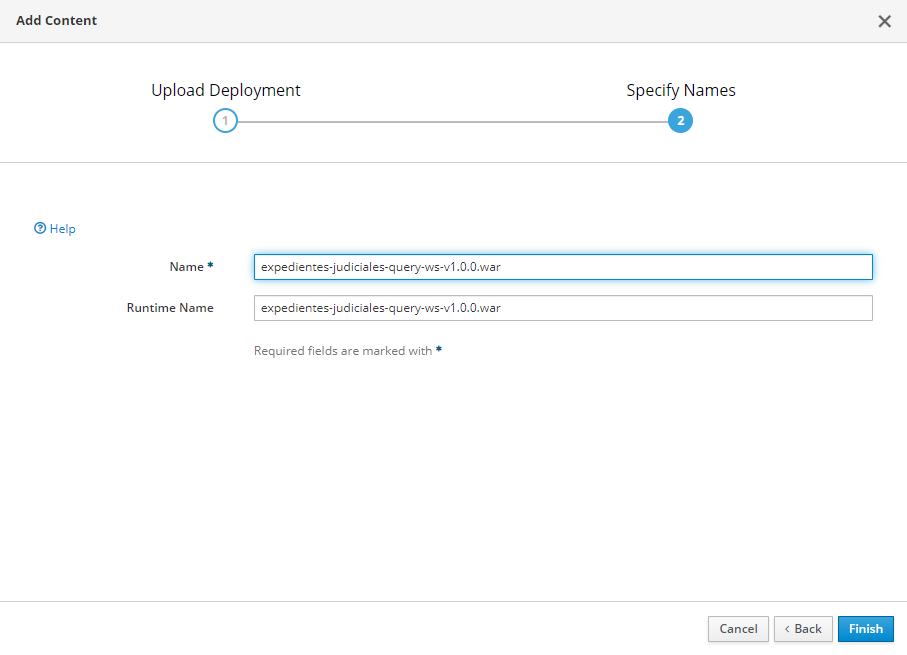 Add Content
Upload Deployment
Specify Names
1
2
Help
Name *
expedientes-judiciales-query-ws-v1.0.0.war
Runtime Name
expedientes-judiciales-query-ws-v1.0.0.war
Required fields are marked with *
Cancel
‹ Back
Finish